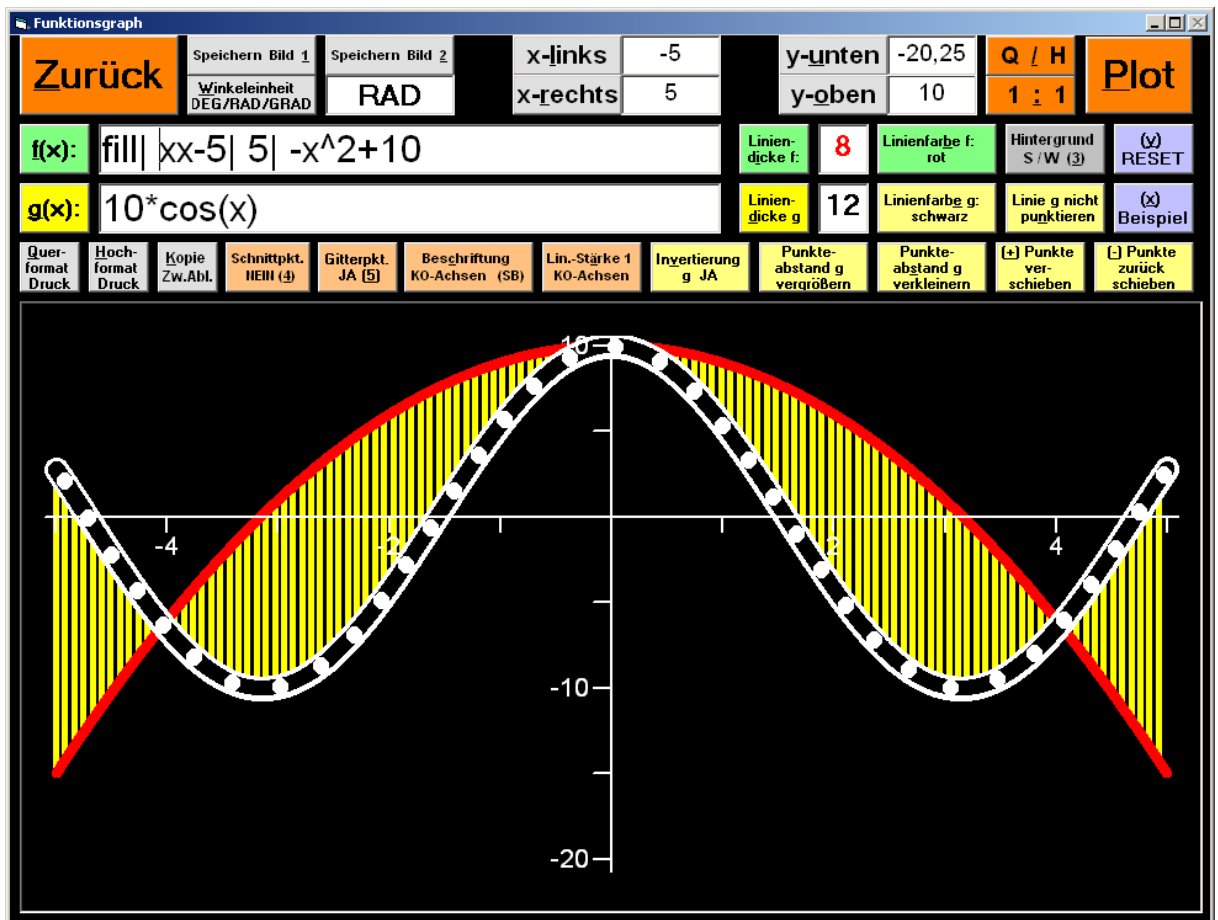 Funktionsgraph
Zurück
Speichern Bild 1
Speichern Bild 2
x-links
-5
y-unten
-20,25
Q / H
Plot
Winkeleinheit
DEG/RAD/GRAD
RAD
x-rechts
5
y-oben
10
1 : 1
f(x):
fill| xx-5| 5| -x^2+10
Linien-
dicke f:
8
Linienfarbe f:
rot
Hintergrund
S/W (3)
(y)
RESET
g(x):
10*cos(x)
Linien-
dicke g
12
Linienfarbe g:
schwarz
Linie g nicht
punktieren
(x)
Beispiel
Quer-
format
Druck
Hoch-
format
Druck
Kopie
Zw.Abl.
Schnittpkt.
NEIN (4)
Gitterpkt.
JA (5)
Beschriftung
KO-Achsen (SB)
Lin.-Stärke 1
KO-Achsen
Invertierung
g JA
Punkte-
abstand g
vergrößern
Punkte-
abstand g
verkleinern
(+) Punkte
ver-
schieben
(-) Punkte
zurück
schieben
10
-4
-2
2
4
-10
-20